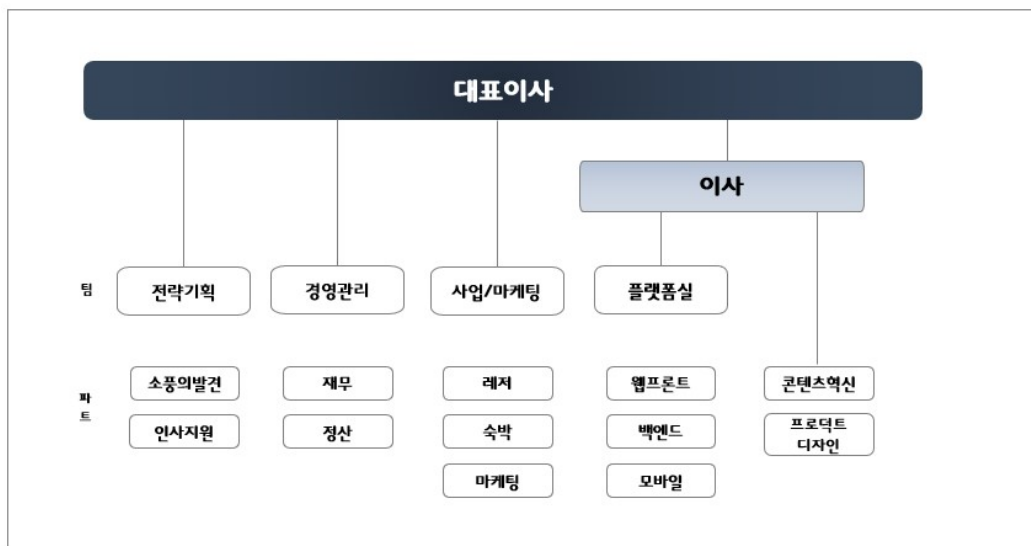 대표이사
이사
팀
전략기획
경영관리
사업/마케팅
플랫폼실
파
트
소풍의발견
재무
레저
웹프론트
콘텐츠혁신
인사지원
정산
숙박
백엔드
프로덕트
디자인
마케팅
모바일